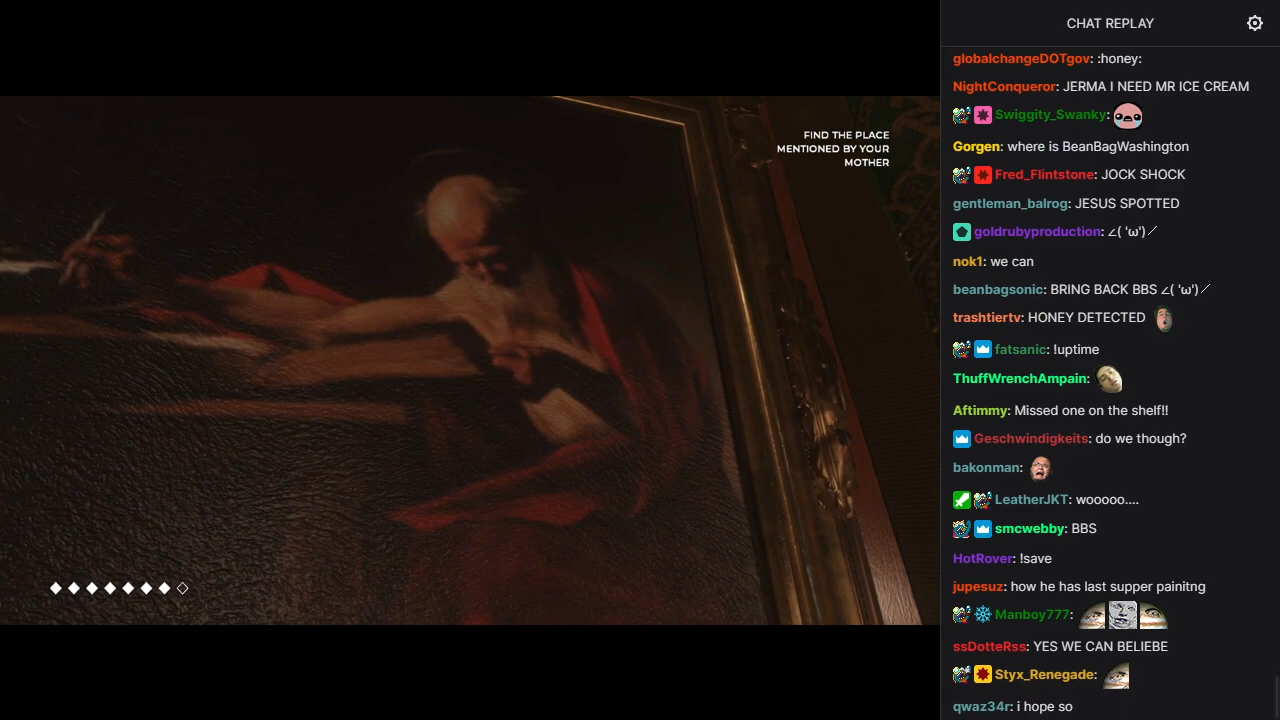 FIND THE PLACE
MENTIONED BY YOUR
MOTHER
CHAT REPLAY
globalchangeDOTgov: :honey:
NightConqueror: JERMA I NEED MR ICE CREAM
Swiggity_Swanky:
Gorgen: where is BeanBagWashington
Fred_Flintstone: JOCK SHOCK
gentleman_balrog: JESUS SPOTTED
goldrubyproduction: ∠( 'ω')／
nok1: we can
beanbagsonic: BRING BACK BBS ∠( 'ω')／
trashtiertv: HONEY DETECTED
fatsanic: !uptime
ThuffWrenchAmpain:
Aftimmy: Missed one on the shelf!!
Geschwindigkeits: do we though?
bakonman:
LeatherJKT: wooooo....
smcwebby: BBS
HotRover: !save
jupesuz: how he has last supper painitng
Manboy777:
ssDotteRss: YES WE CAN BELIEBE
Styx_Renegade:
qwaz34r: i hope so